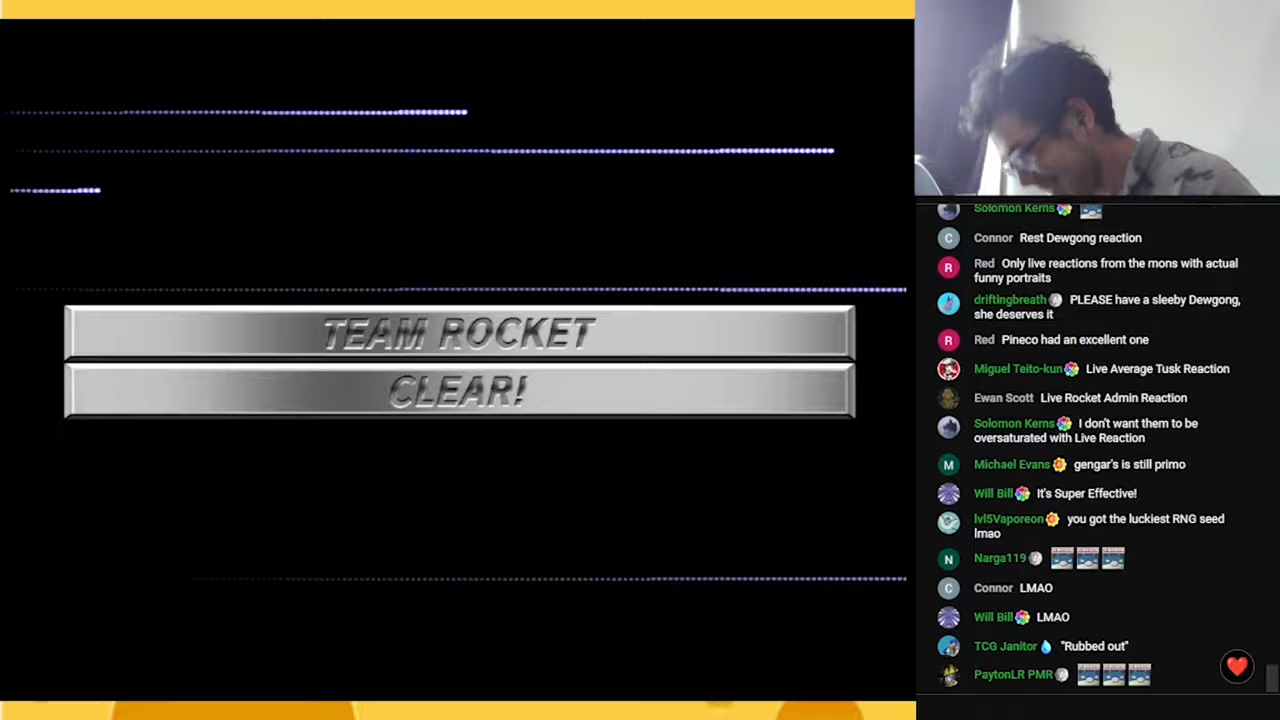 TEAM ROCKET
CLEAR!
Solomon Kerns
C Connor Rest Dewgong reaction
R Red Only live reactions from the mons with actual
funny portraits
driftingbreath PLEASE have a sleeby Dewgong,
she deserves it
R Red Pineco had an excellent one
Miguel Teito-kun Live Average Tusk Reaction
Ewan Scott Live Rocket Admin Reaction
Solomon Kerns I don't want them to be
oversaturated with Live Reaction
M Michael Evans gengar's is still primo
Will Bill It's Super Effective!
lvl5Vaporeon you got the luckiest RNG seed
lmao
N Narga119
C Connor LMAO
Will Bill LMAO
TCG Janitor "Rubbed out"
PaytonLR PMR